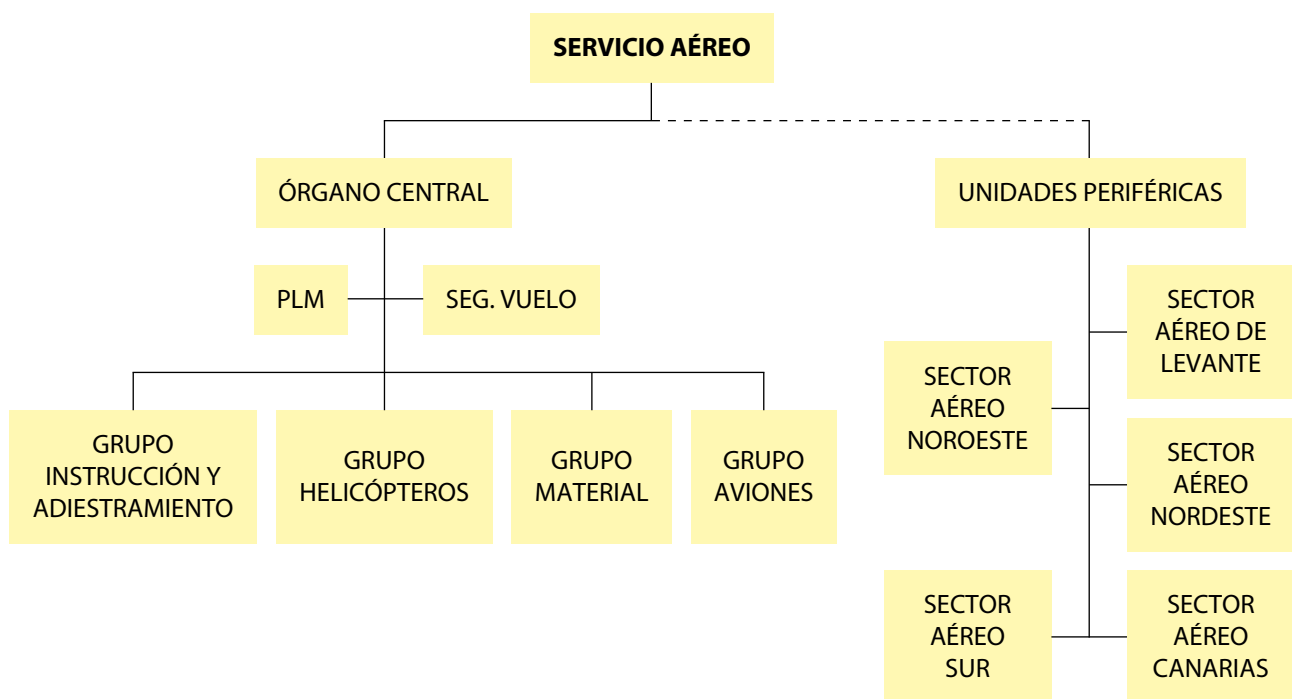 SERVICIO AÉREO
ÓRGANO CENTRAL
UNIDADES PERIFÉRICAS
PLM
SEG. VUELO
GRUPO
INSTRUCCIÓN Y
ADIESTRAMIENTO
GRUPO
HELICÓPTEROS
GRUPO
MATERIAL
GRUPO
AVIONES
SECTOR
AÉREO DE
LEVANTE
SECTOR
AÉREO
NOROESTE
SECTOR
AÉREO
NORDESTE
SECTOR
AÉREO
SUR
SECTOR
AÉREO
CANARIAS